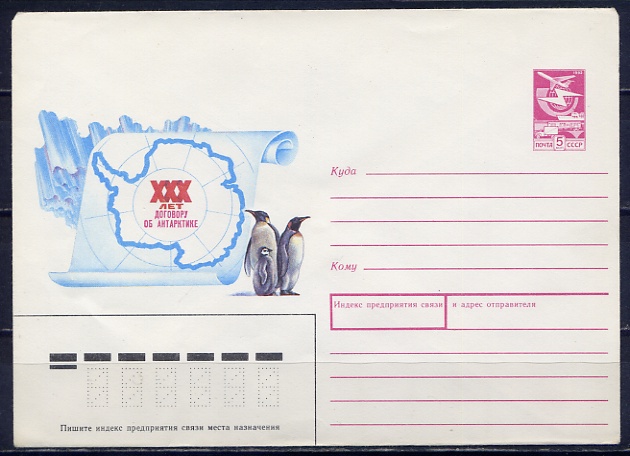 ПОЧТА 5 СССР
XXX
ЛЕТ
ДОГОВОРУ
ОБ АНТАРКТИКЕ
Куда
Кому
Индекс предприятия связи и адрес отправителя
Пишите индекс предприятия связи места назначения